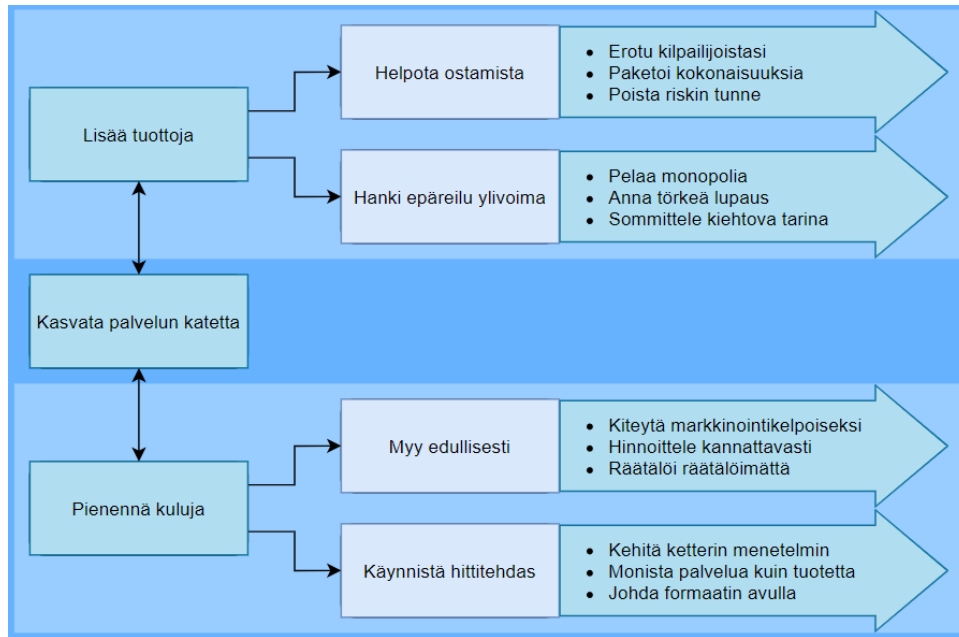 Helpota ostamista
Erotu kilpailijoistasi
Paketoi kokonaisuuksia
Poista riskin tunne
Lisää tuottoja
Hanki epäreilu ylivoima
Pelaa monopolia
Anna törkeä lupaus
Sommittele kiehtova tarina
Kasvata palvelun katetta
Myy edullisesti
Kiteytä markkinointikelpoiseksi
Hinnoittele kannattavasti
Räätälöi räätälöimättä
Pienennä kuluja
Käynnistä hittitehdas
Kehitä ketterin menetelmin
Monista palvelua kuin tuotetta
Johda formaatin avulla